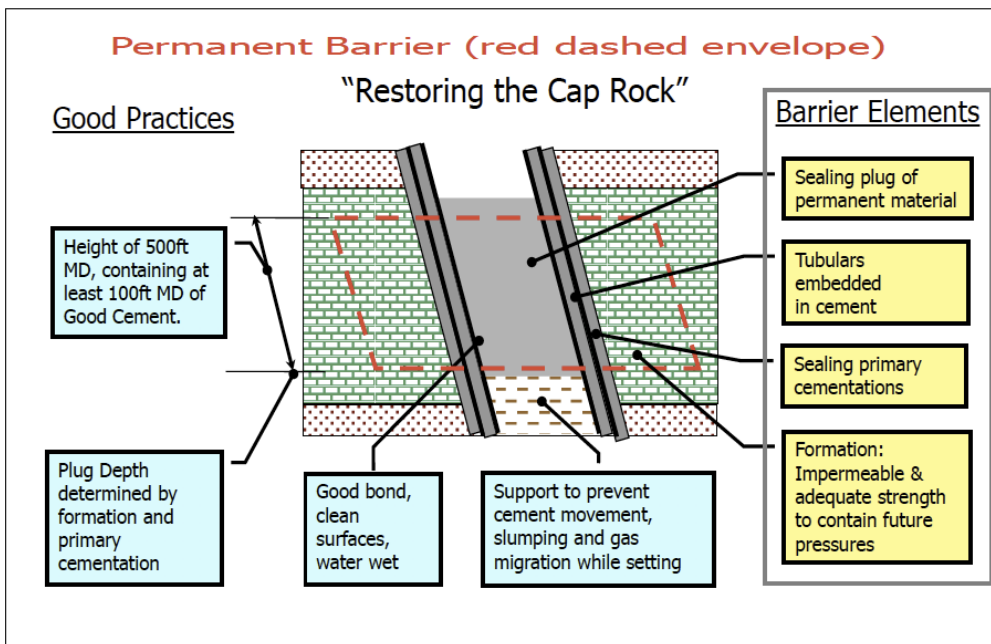 Permanent Barrier (red dashed envelope)
“Restoring the Cap Rock”
Good Practices
Height of 500ft
MD, containing at
least 100ft MD of
Good Cement.
Plug Depth
determined by
formation and
primary
cementation
Good bond,
clean
surfaces,
water wet
Support to prevent
cement movement,
slumping and gas
migration while setting
Barrier Elements
Sealing plug of
permanent material
Tubulars
embedded
in cement
Sealing primary
cementations
Formation:
Impermeable &
adequate strength
to contain future
pressures